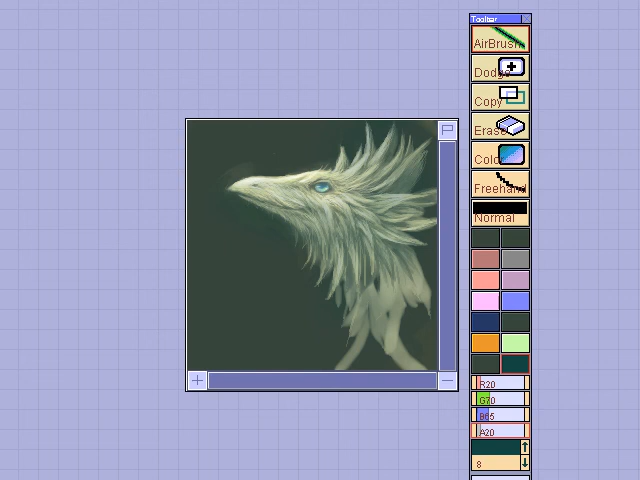 Toolbar
AirBrush
Dodge
Copy
Erase
Color
Freehand
Normal
R20
G70
B65
A20
8